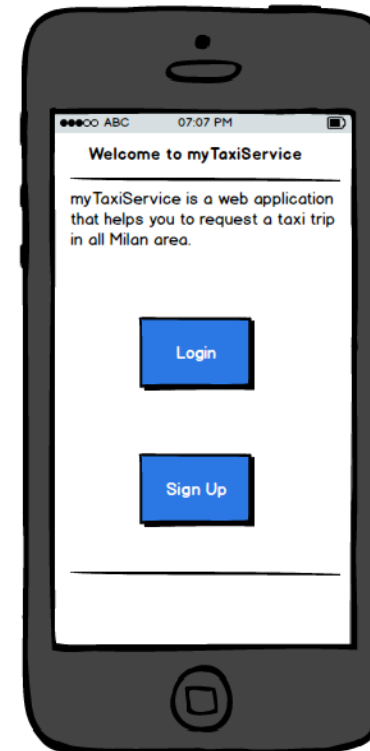 ABC 07:07 PM
Welcome to myTaxiService
myTaxiService is a web application
that helps you to request a taxi trip
in all Milan area.
Login
Sign Up